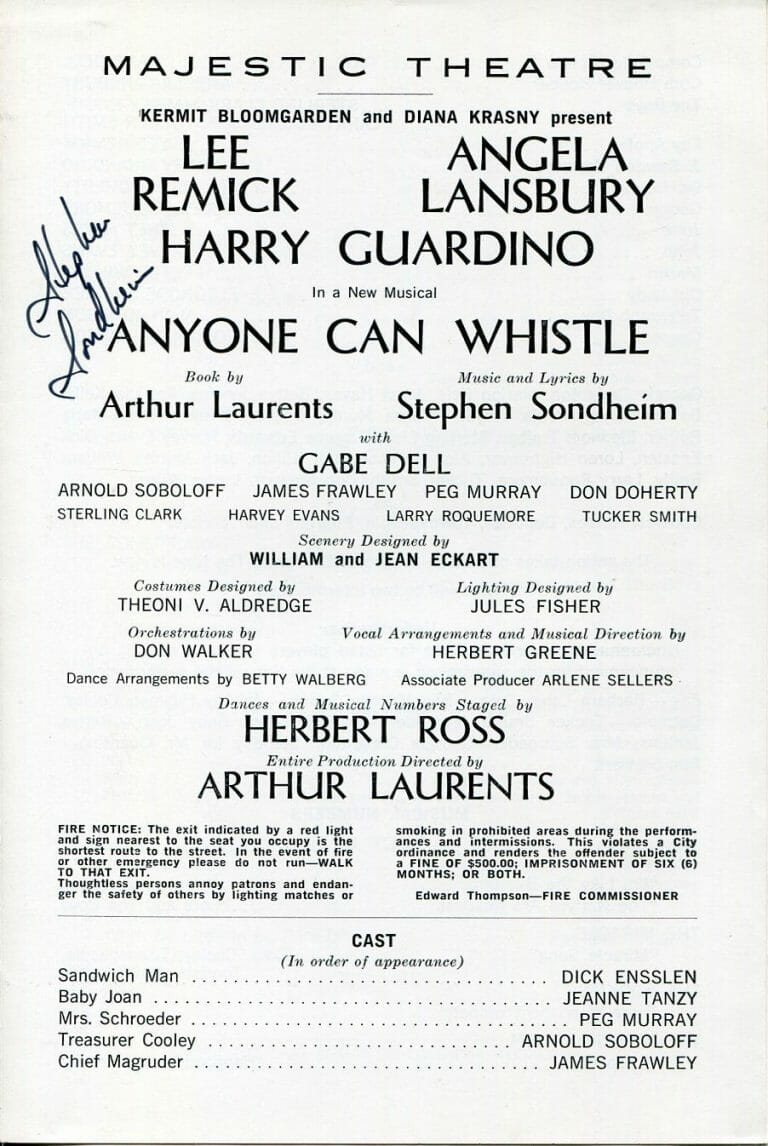 MAJESTIC THEATRE
KERMIT BLOOMGARDEN and DIANA KRASNY present
LEE ANGELA
REMICK LANSBURY
HARRY GUARDINO
In a New Musical
ANYONE CAN WHISTLE
Stephen
Sondheim
Book by Music and Lyrics by
Arthur Laurents Stephen Sondheim
with
GABE DELL
ARNOLD SOBOLOFF JAMES FRAWLEY PEG MURRAY DON DOHERTY
STERLING CLARK HARVEY EVANS LARRY ROQUEMORE TUCKER SMITH
Scenery Designed by
WILLIAM and JEAN ECKART
Costumes Designed by Lighting Designed by
THEONI V. ALDREDGE JULES FISHER
Orchestrations by Vocal Arrangements and Musical Direction by
DON WALKER HERBERT GREENE
Dance Arrangements by BETTY WALBERG Associate Producer ARLENE SELLERS
Dances and Musical Numbers Staged by
HERBERT ROSS
Entire Production Directed by
ARTHUR LAURENTS
FIRE NOTICE: The exit indicated by a red light
and sign nearest to the seat you occupy is the
shortest route to the street. In the event of fire
or other emergency please do not run—WALK
TO THAT EXIT.
Thoughtless persons annoy patrons and endan-
ger the safety of others by lighting matches or
smoking in prohibited areas during the perform-
ances and intermissions. This violates a City
ordinance and renders the offender subject to
a FINE OF $500.00; IMPRISONMENT OF SIX (6)
MONTHS; OR BOTH.
Edward Thompson—FIRE COMMISSIONER
CAST
(In order of appearance)
Sandwich Man . . . . . . . . . . . . . . . . . . . . . . . . . . . . . . . . DICK ENSSLEN
Baby Joan . . . . . . . . . . . . . . . . . . . . . . . . . . . . . . . . . . . JEANNE TANZY
Mrs. Schroeder . . . . . . . . . . . . . . . . . . . . . . . . . . . . . . . . PEG MURRAY
Treasurer Cooley . . . . . . . . . . . . . . . . . . . . . . . . . . . ARNOLD SOBOLOFF
Chief Magruder . . . . . . . . . . . . . . . . . . . . . . . . . . . . . . JAMES FRAWLEY